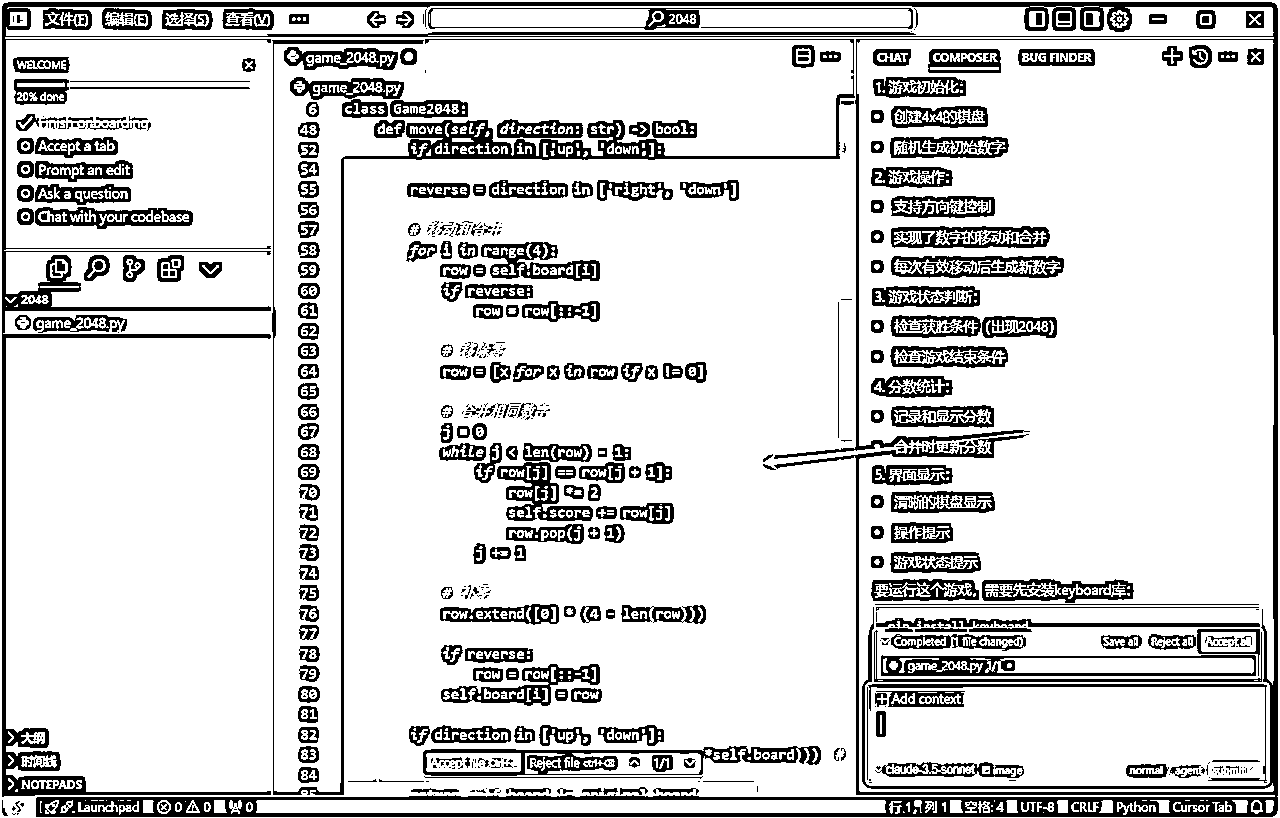 文件(F) 编辑(E) 选择(S) 查看(V) ... 2048
WELCOME
20% done
Finish onboarding
Accept a tab
Prompt an edit
Ask a question
Chat with your codebase
2048
game_2048.py
大纲
时间线
NOTEPADS
game_2048.py
game_2048.py
6 class Game2048:
48 def move(self, direction: str) -> bool:
52 if direction in ['up', 'down']:
54
55 reverse = direction in ['right', 'down']
56
57 # 移动和合并
58 for i in range(4):
59 row = self.board[i]
60 if reverse:
61 row = row[::-1]
62
63 # 移除零
64 row = [x for x in row if x != 0]
65
66 # 合并相同数字
67 j = 0
68 while j < len(row) - 1:
69 if row[j] == row[j + 1]:
70 row[j] *= 2
71 self.score += row[j]
72 row.pop(j + 1)
73 j += 1
74
75 #
76 row.extend([0] * (4 - len(row)))
77
78 if reverse:
79 row = row[::-1]
80 self.board[i] = row
81
82 if direction in ['up', 'down']:
83 *self.board))) #
84
85 return self.board != original_board
Accept file Reject file ctrl+⌫ 1/1
CHAT COMPOSER BUG FINDER
1. 游戏初始化:
创建4x4的棋盘
随机生成初始数字
2. 游戏操作:
支持方向键控制
实现了数字的移动和合并
每次有效移动后生成新数字
3. 游戏状态判断:
检查获胜条件 (出现2048)
检查游戏结束条件
4. 分数统计:
记录和显示分数
合并时更新分数
5. 界面显示:
清晰的棋盘显示
操作提示
游戏状态提示
要运行这个游戏，需要先安装keyboard库:
pip install keyboard
Completed (1 file changed) Save all Reject all Accept all
game_2048.py 1/1
Add context
claude-3.5-sonnet image normal / agent submit
Launchpad 0 0 0 行 1, 列 1 空格: 4 UTF-8 CRLF Python Cursor Tab